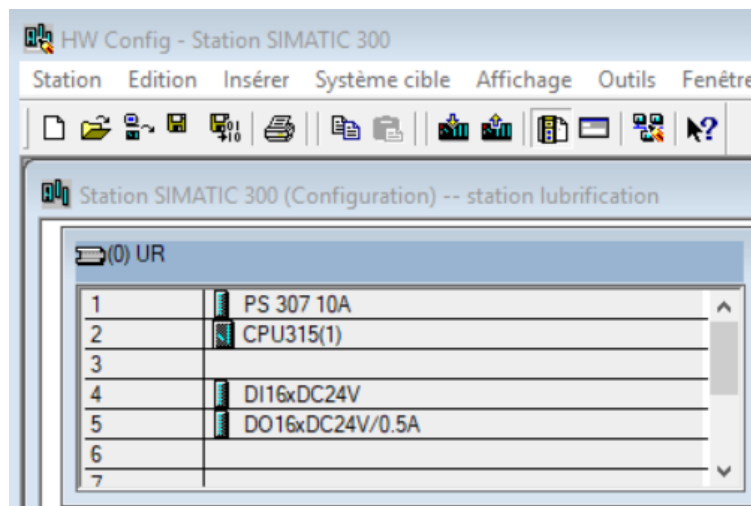 HW Config - Station SIMATIC 300
Station Edition Insérer Système cible Affichage Outils Fenêtre
Station SIMATIC 300 (Configuration) -- station lubrification
(0) UR
1 PS 307 10A
2 CPU315(1)
3
4 DI16xDC24V
5 DO16xDC24V/0.5A
6
7